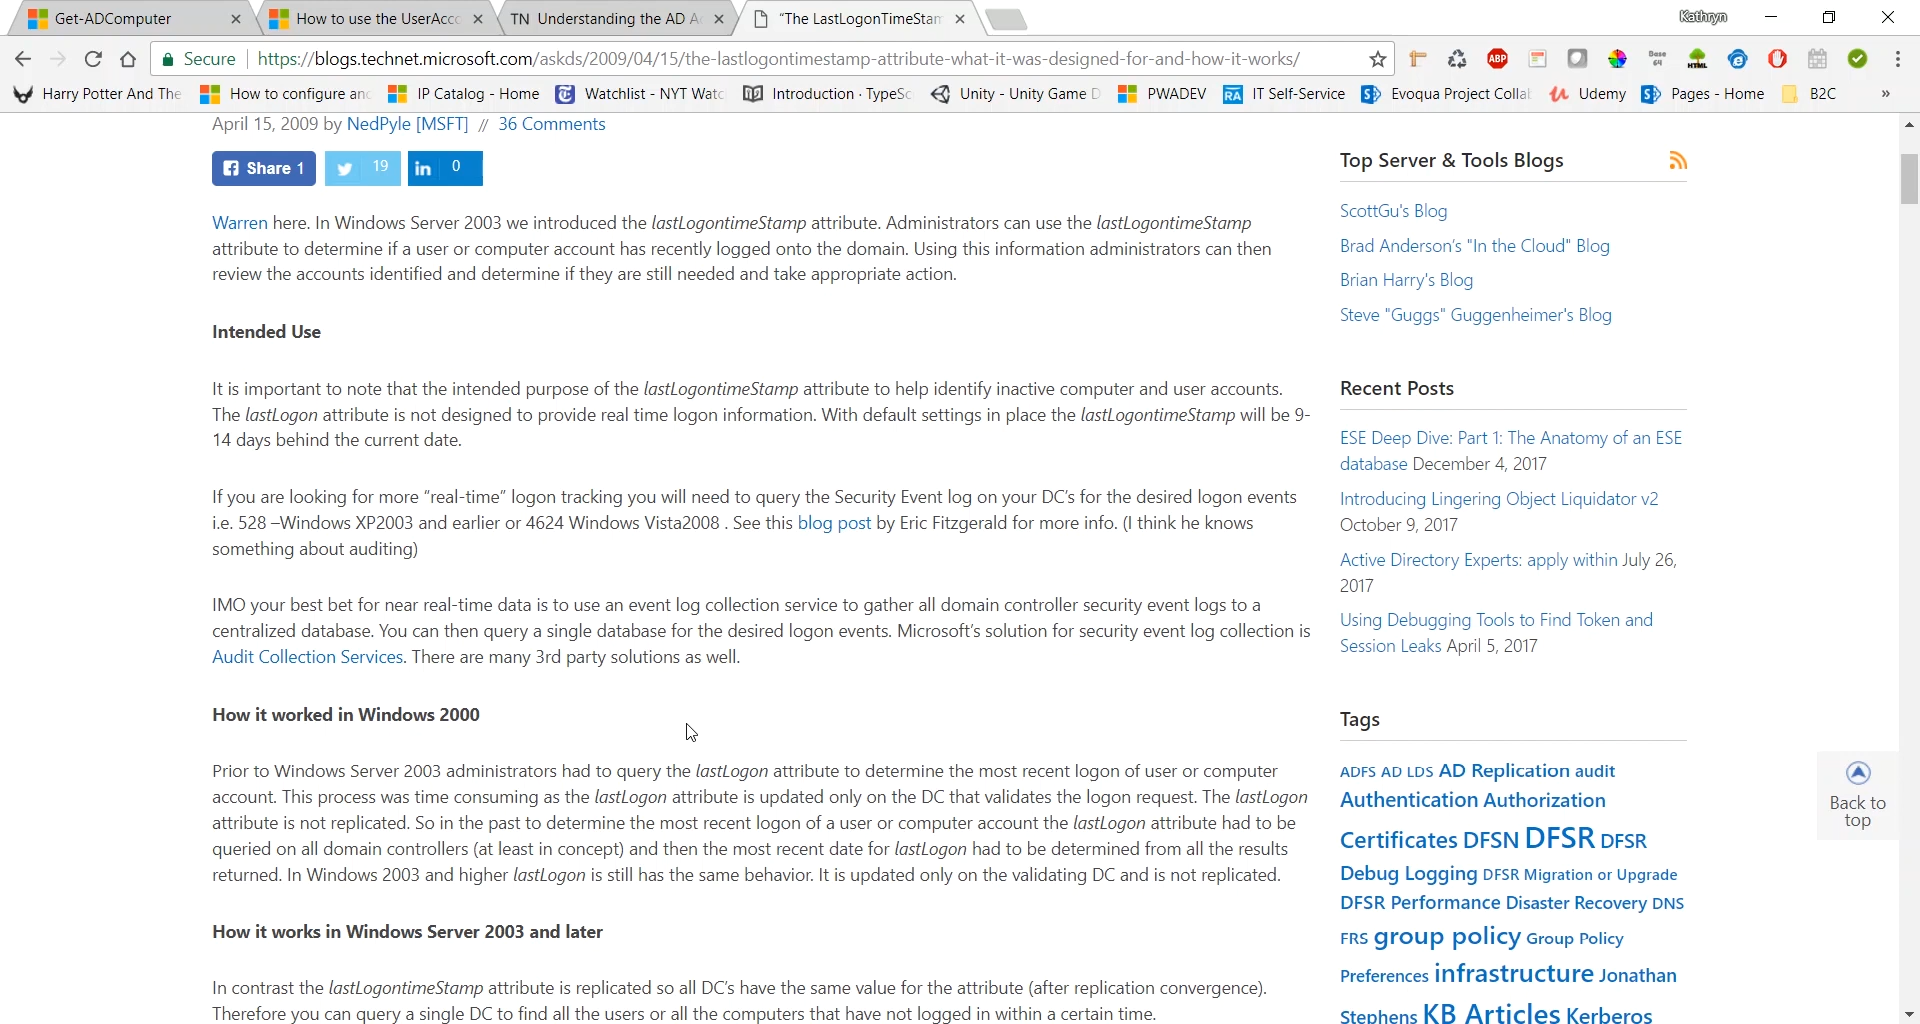 Get-ADComputer
How to use the UserAcc
TN Understanding the AD A
"The LastLogonTimeStam
Kathryn
Secure
https://blogs.technet.microsoft.com/askds/2009/04/15/the-lastlogontimestamp-attribute-what-it-was-designed-for-and-how-it-works/
ABP
Base
64
HTML
Harry Potter And The
How to configure an
IP Catalog - Home
Watchlist - NYT Wat
Introduction · TypeSc
Unity - Unity Game D
PWADEV
RA IT Self-Service
Evoqua Project Colla
Udemy
Pages - Home
B2C
»
April 15, 2009 by NedPyle [MSFT] // 36 Comments
Share 1
19
in 0
Warren here. In Windows Server 2003 we introduced the lastLogontimeStamp attribute. Administrators can use the lastLogontimeStamp
attribute to determine if a user or computer account has recently logged onto the domain. Using this information administrators can then
review the accounts identified and determine if they are still needed and take appropriate action.
Intended Use
It is important to note that the intended purpose of the lastLogontimeStamp attribute to help identify inactive computer and user accounts.
The lastLogon attribute is not designed to provide real time logon information. With default settings in place the lastLogontimeStamp will be 9-
14 days behind the current date.
If you are looking for more "real-time" logon tracking you will need to query the Security Event log on your DC's for the desired logon events
i.e. 528 –Windows XP2003 and earlier or 4624 Windows Vista2008 . See this blog post by Eric Fitzgerald for more info. (I think he knows
something about auditing)
IMO your best bet for near real-time data is to use an event log collection service to gather all domain controller security event logs to a
centralized database. You can then query a single database for the desired logon events. Microsoft's solution for security event log collection is
Audit Collection Services. There are many 3rd party solutions as well.
How it worked in Windows 2000
Prior to Windows Server 2003 administrators had to query the lastLogon attribute to determine the most recent logon of user or computer
account. This process was time consuming as the lastLogon attribute is updated only on the DC that validates the logon request. The lastLogon
attribute is not replicated. So in the past to determine the most recent logon of a user or computer account the lastLogon attribute had to be
queried on all domain controllers (at least in concept) and then the most recent date for lastLogon had to be determined from all the results
returned. In Windows 2003 and higher lastLogon is still has the same behavior. It is updated only on the validating DC and is not replicated.
How it works in Windows Server 2003 and later
In contrast the lastLogontimeStamp attribute is replicated so all DC's have the same value for the attribute (after replication convergence).
Therefore you can query a single DC to find all the users or all the computers that have not logged in within a certain time.
Top Server & Tools Blogs
ScottGu's Blog
Brad Anderson's "In the Cloud" Blog
Brian Harry's Blog
Steve "Guggs" Guggenheimer's Blog
Recent Posts
ESE Deep Dive: Part 1: The Anatomy of an ESE
database December 4, 2017
Introducing Lingering Object Liquidator v2
October 9, 2017
Active Directory Experts: apply within July 26,
2017
Using Debugging Tools to Find Token and
Session Leaks April 5, 2017
Tags
ADFS AD LDS AD Replication audit
Authentication Authorization
Certificates DFSN DFSR DFSR
Debug Logging DFSR Migration or Upgrade
DFSR Performance Disaster Recovery DNS
FRS group policy Group Policy
Preferences infrastructure Jonathan
Stephens KB Articles Kerberos
Back to
top